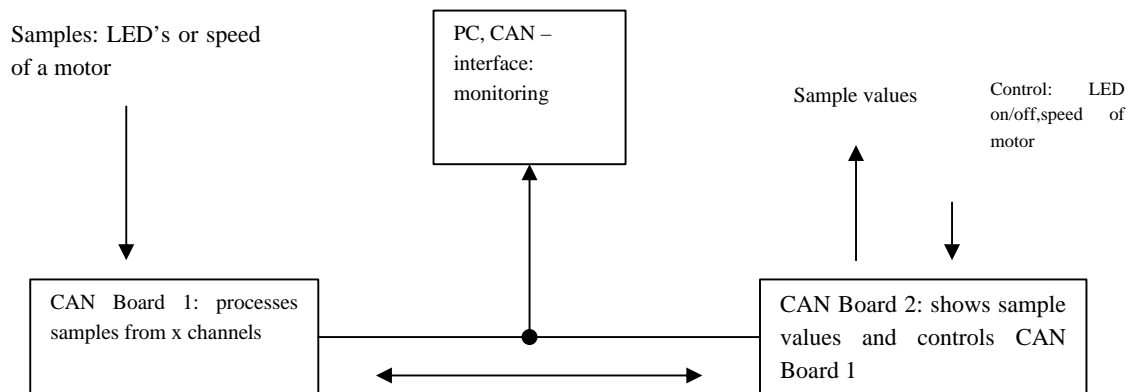 Samples: LED’s or speed
of a motor
PC, CAN –
interface:
monitoring
Sample values
Control: LED
on/off,speed of
motor
CAN Board 1: processes
samples from x channels
CAN Board 2: shows sample
values and controls CAN
Board 1